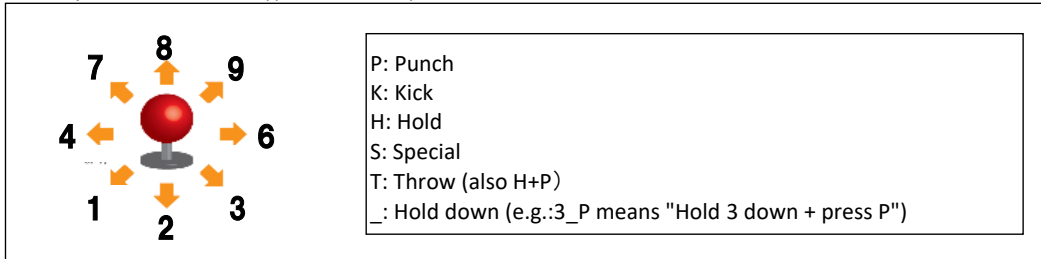 7 8 9
4 6
1 2 3
P: Punch
K: Kick
H: Hold
S: Special
T: Throw (also H+P）
_: Hold down (e.g.:3_P means "Hold 3 down + press P")